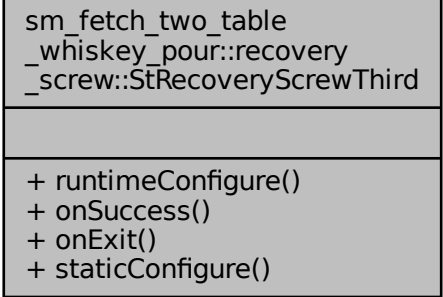 sm_fetch_two_table
_whiskey_pour::recovery
_screw::StRecoveryScrewThird
+ runtimeConfigure()
+ onSuccess()
+ onExit()
+ staticConfigure()